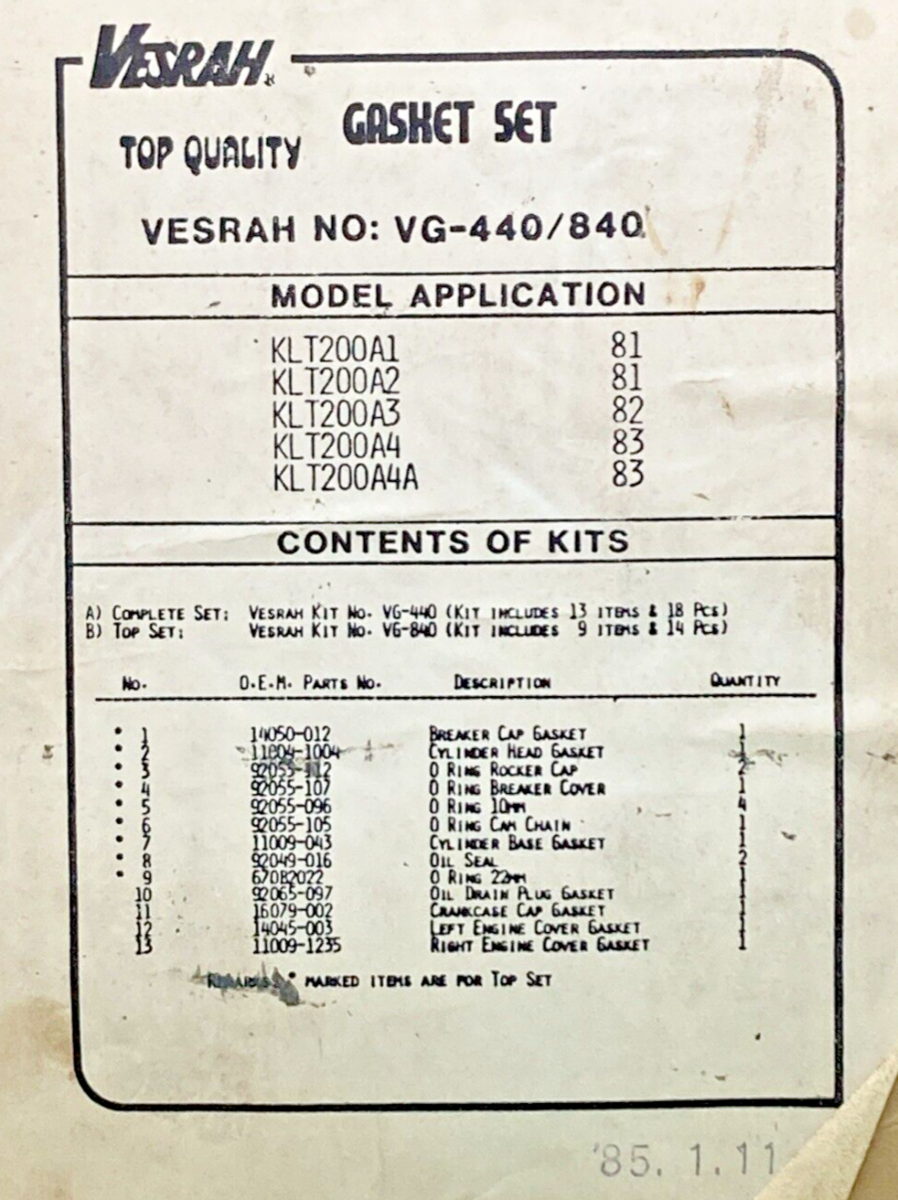 VESRAH®
GASKET SET
TOP QUALITY
VESRAH NO: VG-440/840
MODEL APPLICATION
KLT200A1 81
KLT200A2 81
KLT200A3 82
KLT200A4 83
KLT200A4A 83
CONTENTS OF KITS
A) COMPLETE SET: VESRAH KIT NO. VG-440 (KIT INCLUDES 13 ITEMS & 18 PCS)
B) TOP SET: VESRAH KIT NO. VG-840 (KIT INCLUDES 9 ITEMS & 14 PCS)
NO. O.E.M. PARTS NO. DESCRIPTION QUANTITY
* 1 14050-012 BREAKER CAP GASKET 1
* 2 11004-1004 CYLINDER HEAD GASKET 1
* 3 O RING ROCKER CAP 2
* 4 92055-107 O RING BREAKER COVER 1
* 5 92055-096 O RING 10MM 4
* 6 92055-105 O RING CAM CHAIN 1
* 7 11009-043 CYLINDER BASE GASKET 1
* 8 92049-016 OIL SEAL 2
* 9 670B2022 O RING 22MM 1
10 92065-097 OIL DRAIN PLUG GASKET 1
11 16079-002 CRANKCASE CAP GASKET 1
12 14045-003 LEFT ENGINE COVER GASKET 1
13 11009-1235 RIGHT ENGINE COVER GASKET 1
REMARKS: * MARKED ITEMS ARE FOR TOP SET
'85. 1. 11